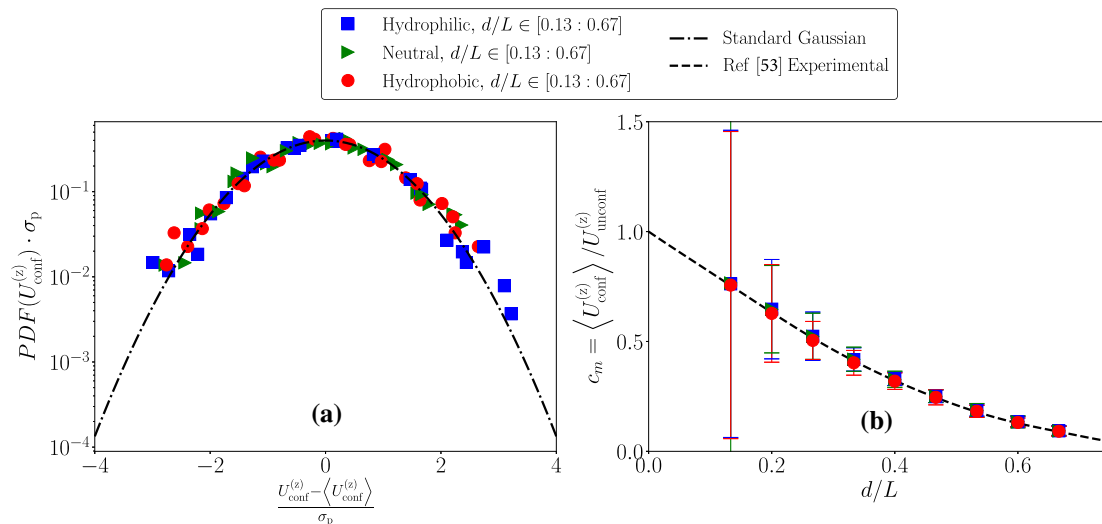 Hydrophilic, d/L ∈ [0.13 : 0.67]
Neutral, d/L ∈ [0.13 : 0.67]
Hydrophobic, d/L ∈ [0.13 : 0.67]
Standard Gaussian
Ref [53] Experimental
PDF(U_conf^(z)) · σ_p
10^−1
10^−2
10^−3
10^−4
(a)
−4 −2 0 2 4
U_conf^(z) − ⟨U_conf^(z)⟩
σ_p
c_m = ⟨U_conf^(z)⟩ / U_unconf^(z)
1.5
1.0
0.5
0.0
(b)
0.0 0.2 0.4 0.6
d/L